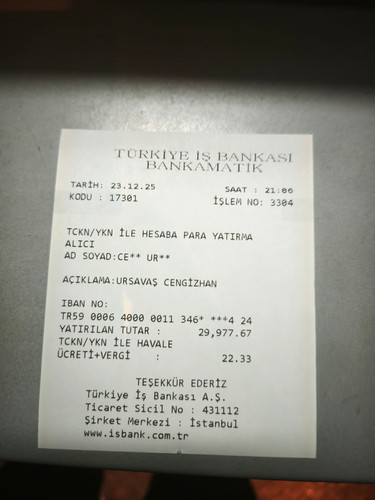 TÜRKİYE İŞ BANKASI
BANKAMATİK
TARİH: 23.12.25 SAAT : 21:06
KODU : 17301 İŞLEM NO: 3304
TCKN/YKN İLE HESABA PARA YATIRMA
ALICI
AD SOYAD:CE** UR**
AÇIKLAMA:URSAVAŞ CENGİZHAN
IBAN NO:
TR59 0006 4000 0011 346* ***4 24
YATIRILAN TUTAR : 29,977.67
TCKN/YKN İLE HAVALE
ÜCRETİ+VERGİ : 22.33
TEŞEKKÜR EDERİZ
Türkiye İş Bankası A.Ş.
Ticaret Sicil No : 431112
Şirket Merkezi : İstanbul
www.isbank.com.tr